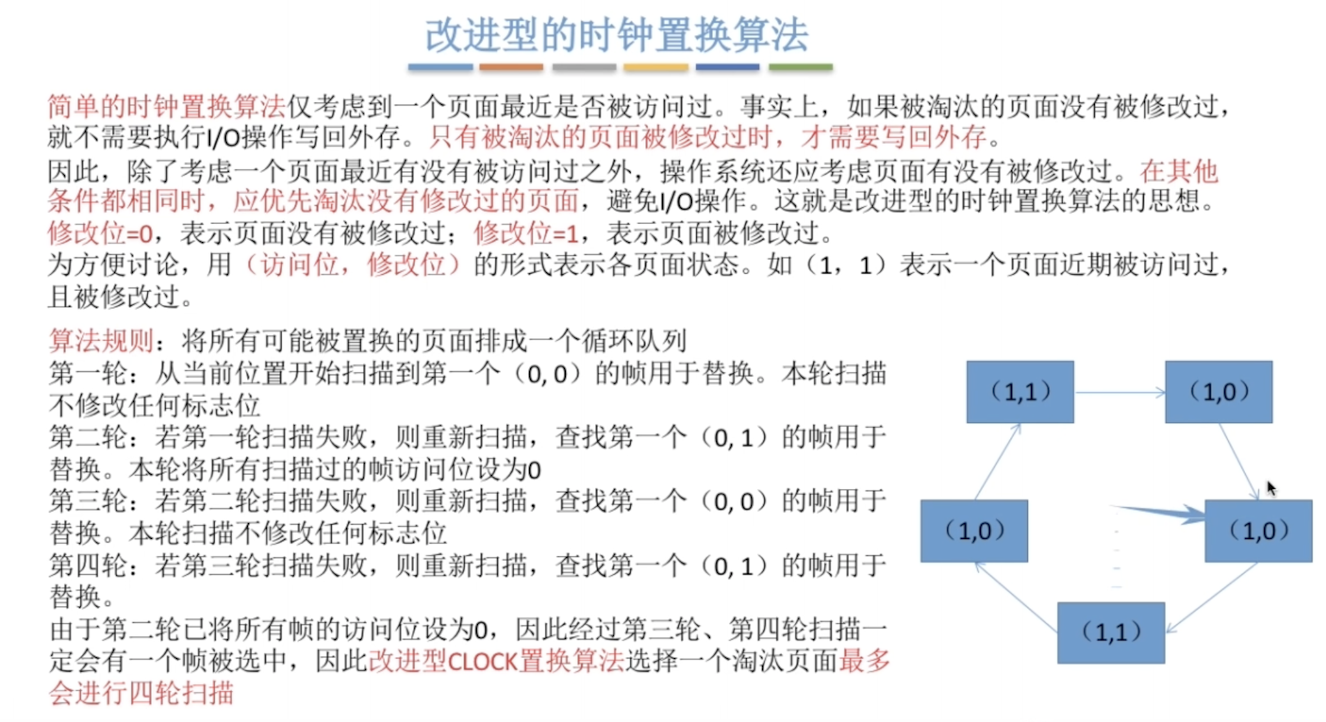 改进型的时钟置换算法
简单的时钟置换算法仅考虑到一个页面最近是否被访问过。事实上，如果被淘汰的页面没有被修改过，
就不需要执行I/O操作写回外存。只有被淘汰的页面被修改过时，才需要写回外存。
因此，除了考虑一个页面最近有没有被访问过之外，操作系统还应考虑页面有没有被修改过。在其他
条件都相同时，应优先淘汰没有修改过的页面，避免I/O操作。这就是改进型的时钟置换算法的思想。
修改位=0，表示页面没有被修改过；修改位=1，表示页面被修改过。
为方便讨论，用（访问位，修改位）的形式表示各页面状态。如（1，1）表示一个页面近期被访问过，
且被修改过。
算法规则：将所有可能被置换的页面排成一个循环队列
第一轮：从当前位置开始扫描到第一个（0, 0）的帧用于替换。本轮扫描
不修改任何标志位
第二轮：若第一轮扫描失败，则重新扫描，查找第一个（0, 1）的帧用于
替换。本轮将所有扫描过的帧访问位设为0
第三轮：若第二轮扫描失败，则重新扫描，查找第一个（0, 0）的帧用于
替换。本轮扫描不修改任何标志位
第四轮：若第三轮扫描失败，则重新扫描，查找第一个（0, 1）的帧用于
替换。
由于第二轮已将所有帧的访问位设为0，因此经过第三轮、第四轮扫描一
定会有一个帧被选中，因此改进型CLOCK置换算法选择一个淘汰页面最多
会进行四轮扫描
（1,1）
（1,0）
（1,0）
（1,0）
（1,1）